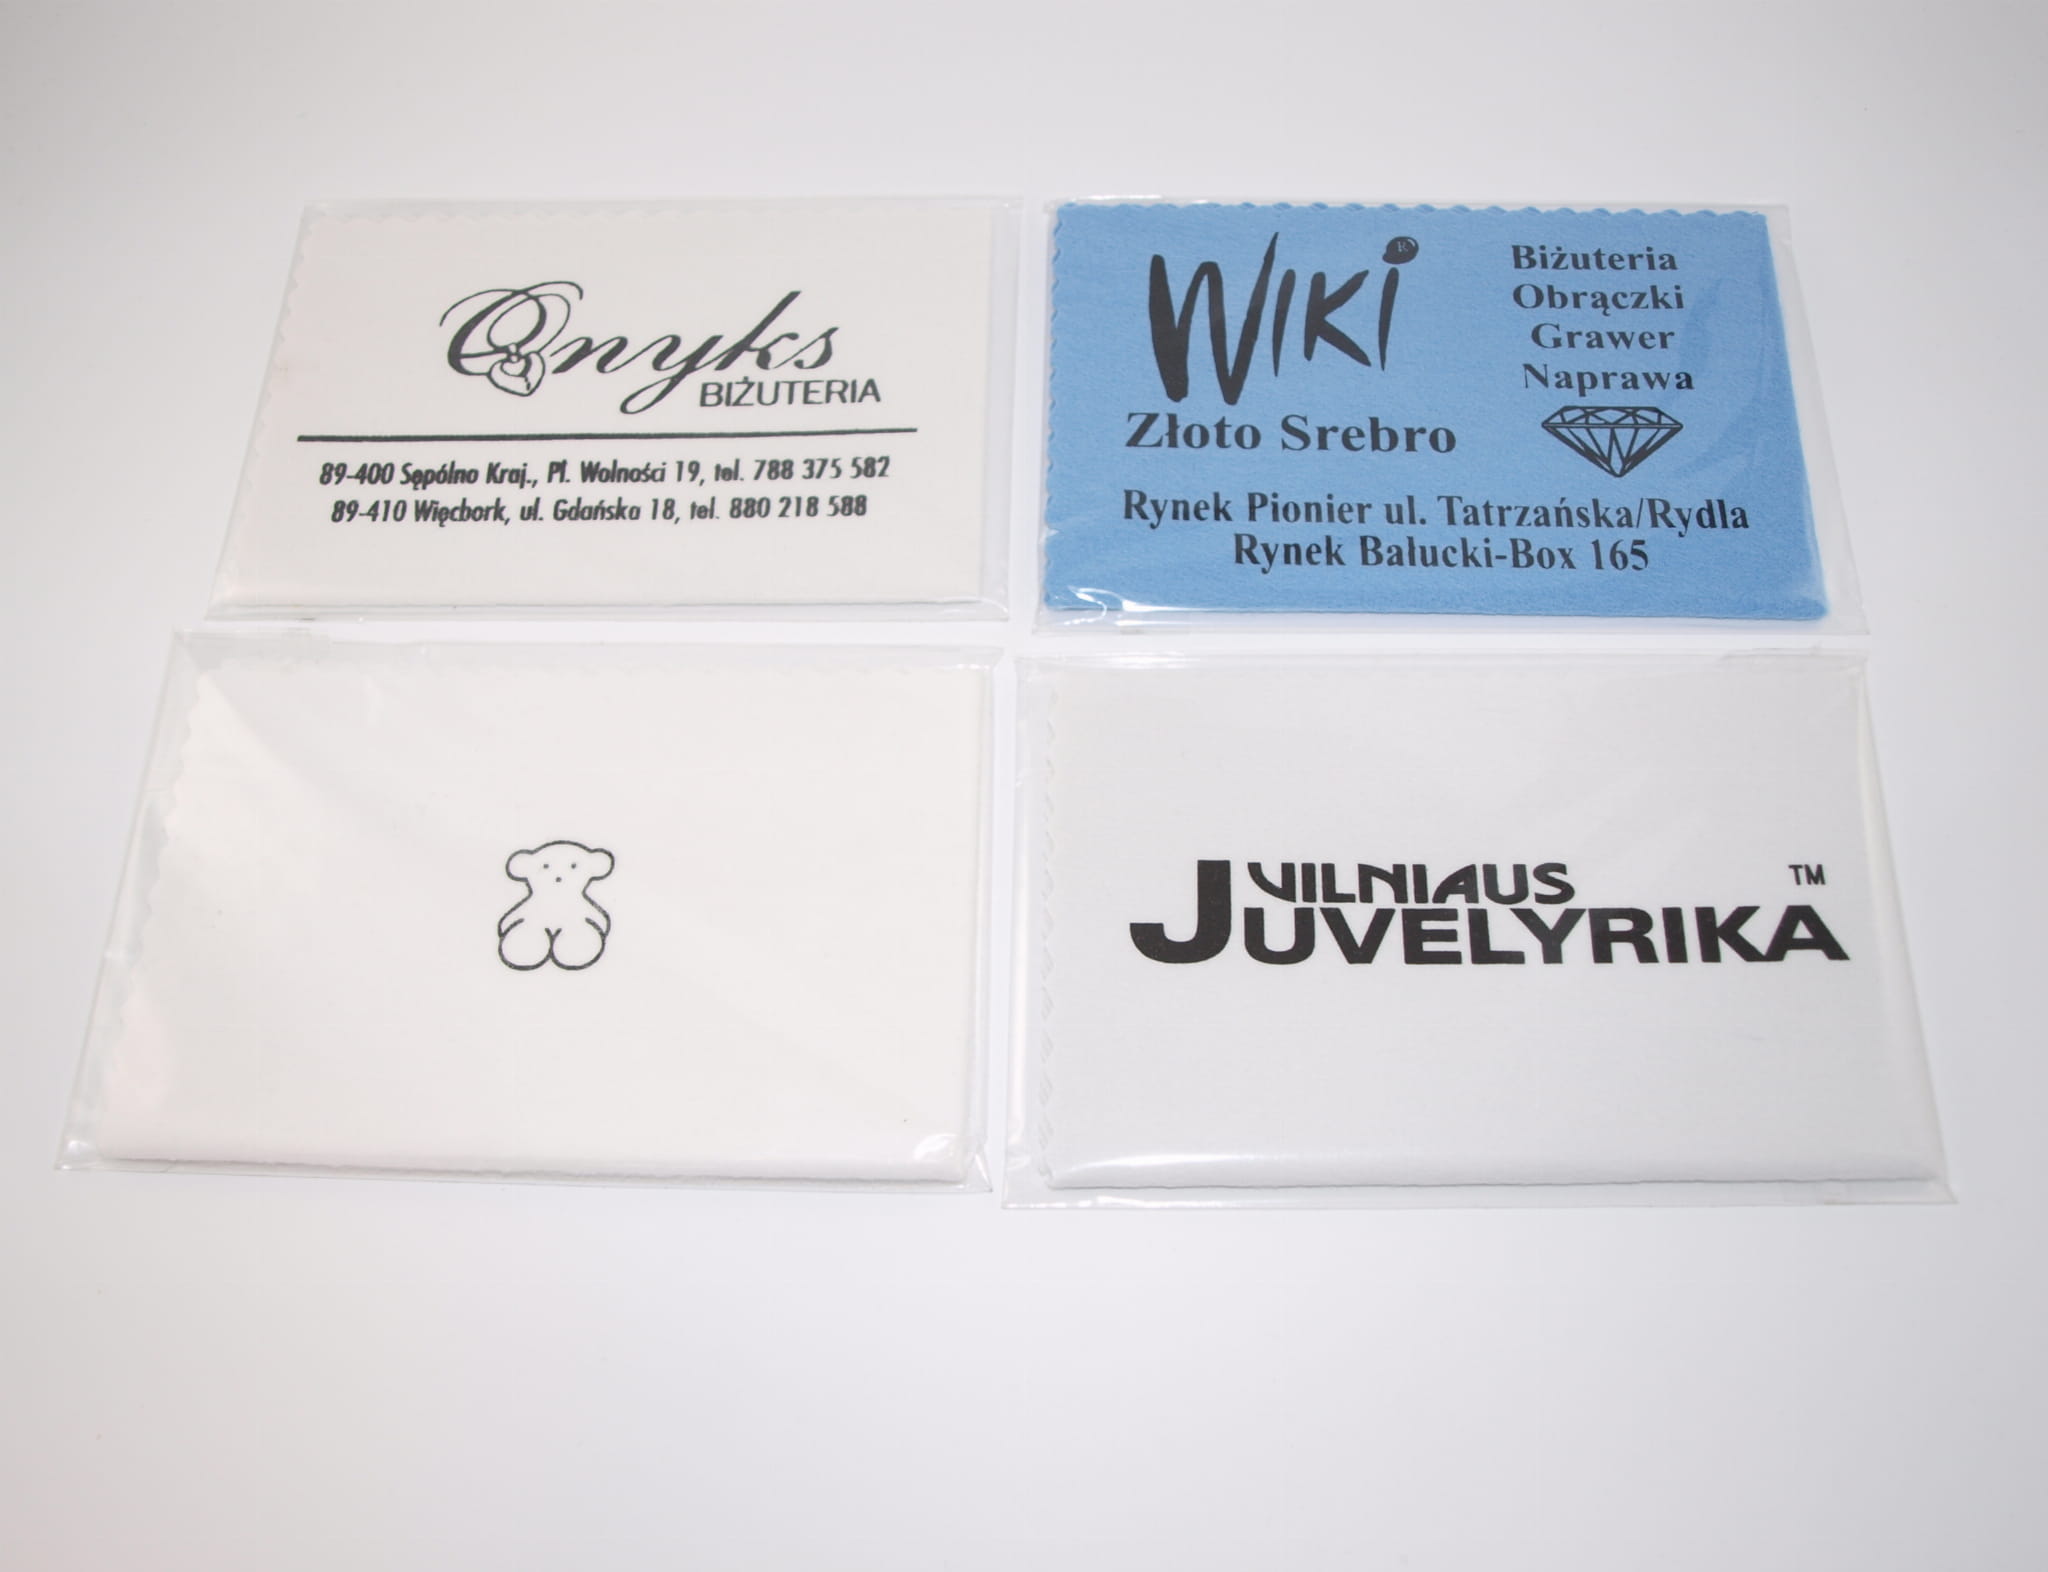 Onyks
BIŻUTERIA
89-400 Sępólno Kraj., Pl. Wolności 19, tel. 788 375 582
89-410 Więcbork, ul. Gdańska 18, tel. 880 218 588
WIKI ®
Złoto Srebro
Biżuteria
Obrączki
Grawer
Naprawa
Rynek Pionier ul. Tatrzańska/Rydla
Rynek Bałucki-Box 165
VILNIAUS
JUVELYRIKA ™